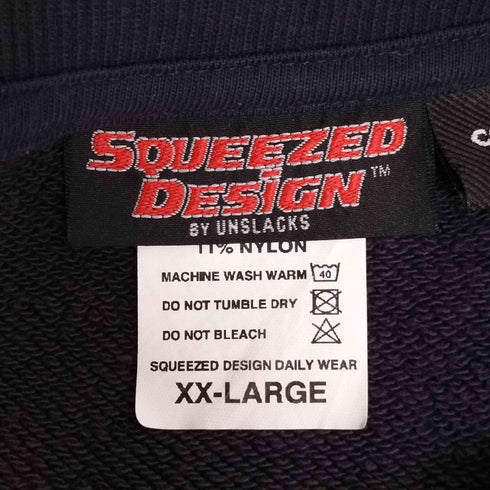 SQUEEZED
DESIGN™
BY UNSLACKS
11% NYLON
MACHINE WASH WARM 40
DO NOT TUMBLE DRY
DO NOT BLEACH
SQUEEZED DESIGN DAILY WEAR
XX-LARGE